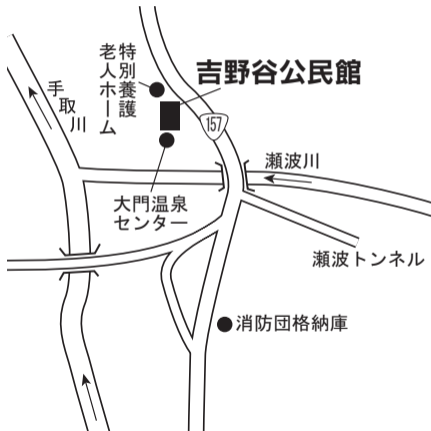 特別養護
老人ホーム
吉野谷公民館
手取川
157
瀬波川
大門温泉
センター
瀬波トンネル
消防団格納庫